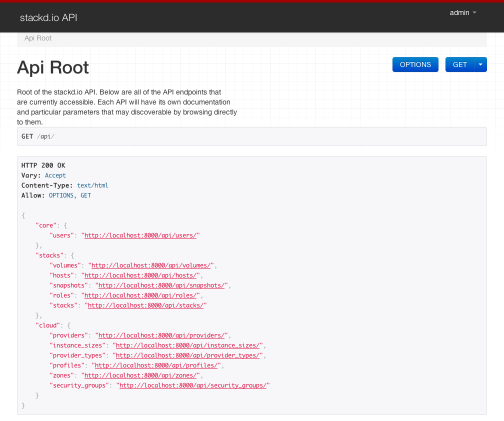 stackd.io API
admin
Api Root
Api Root
OPTIONS
GET
Root of the stackd.io API. Below are all of the API endpoints that
are currently accessible. Each API will have its own documentation
and particular parameters that may discoverable by browsing directly
to them.
GET /api/
HTTP 200 OK
Vary: Accept
Content-Type: text/html
Allow: OPTIONS, GET
{
"core": {
"users": "http://localhost:8000/api/users/"
},
"stacks": {
"volumes": "http://localhost:8000/api/volumes/",
"hosts": "http://localhost:8000/api/hosts/",
"snapshots": "http://localhost:8000/api/snapshots/",
"roles": "http://localhost:8000/api/roles/",
"stacks": "http://localhost:8000/api/stacks/"
},
"cloud": {
"providers": "http://localhost:8000/api/providers/",
"instance_sizes": "http://localhost:8000/api/instance_sizes/",
"provider_types": "http://localhost:8000/api/provider_types/",
"profiles": "http://localhost:8000/api/profiles/",
"zones": "http://localhost:8000/api/zones/",
"security_groups": "http://localhost:8000/api/security_groups/"
}
}